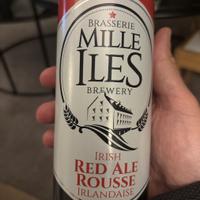 BRASSERIE
MILLE
ILES
BREWERY
IRISH
RED ALE
ROUSSE
IRLANDAISE